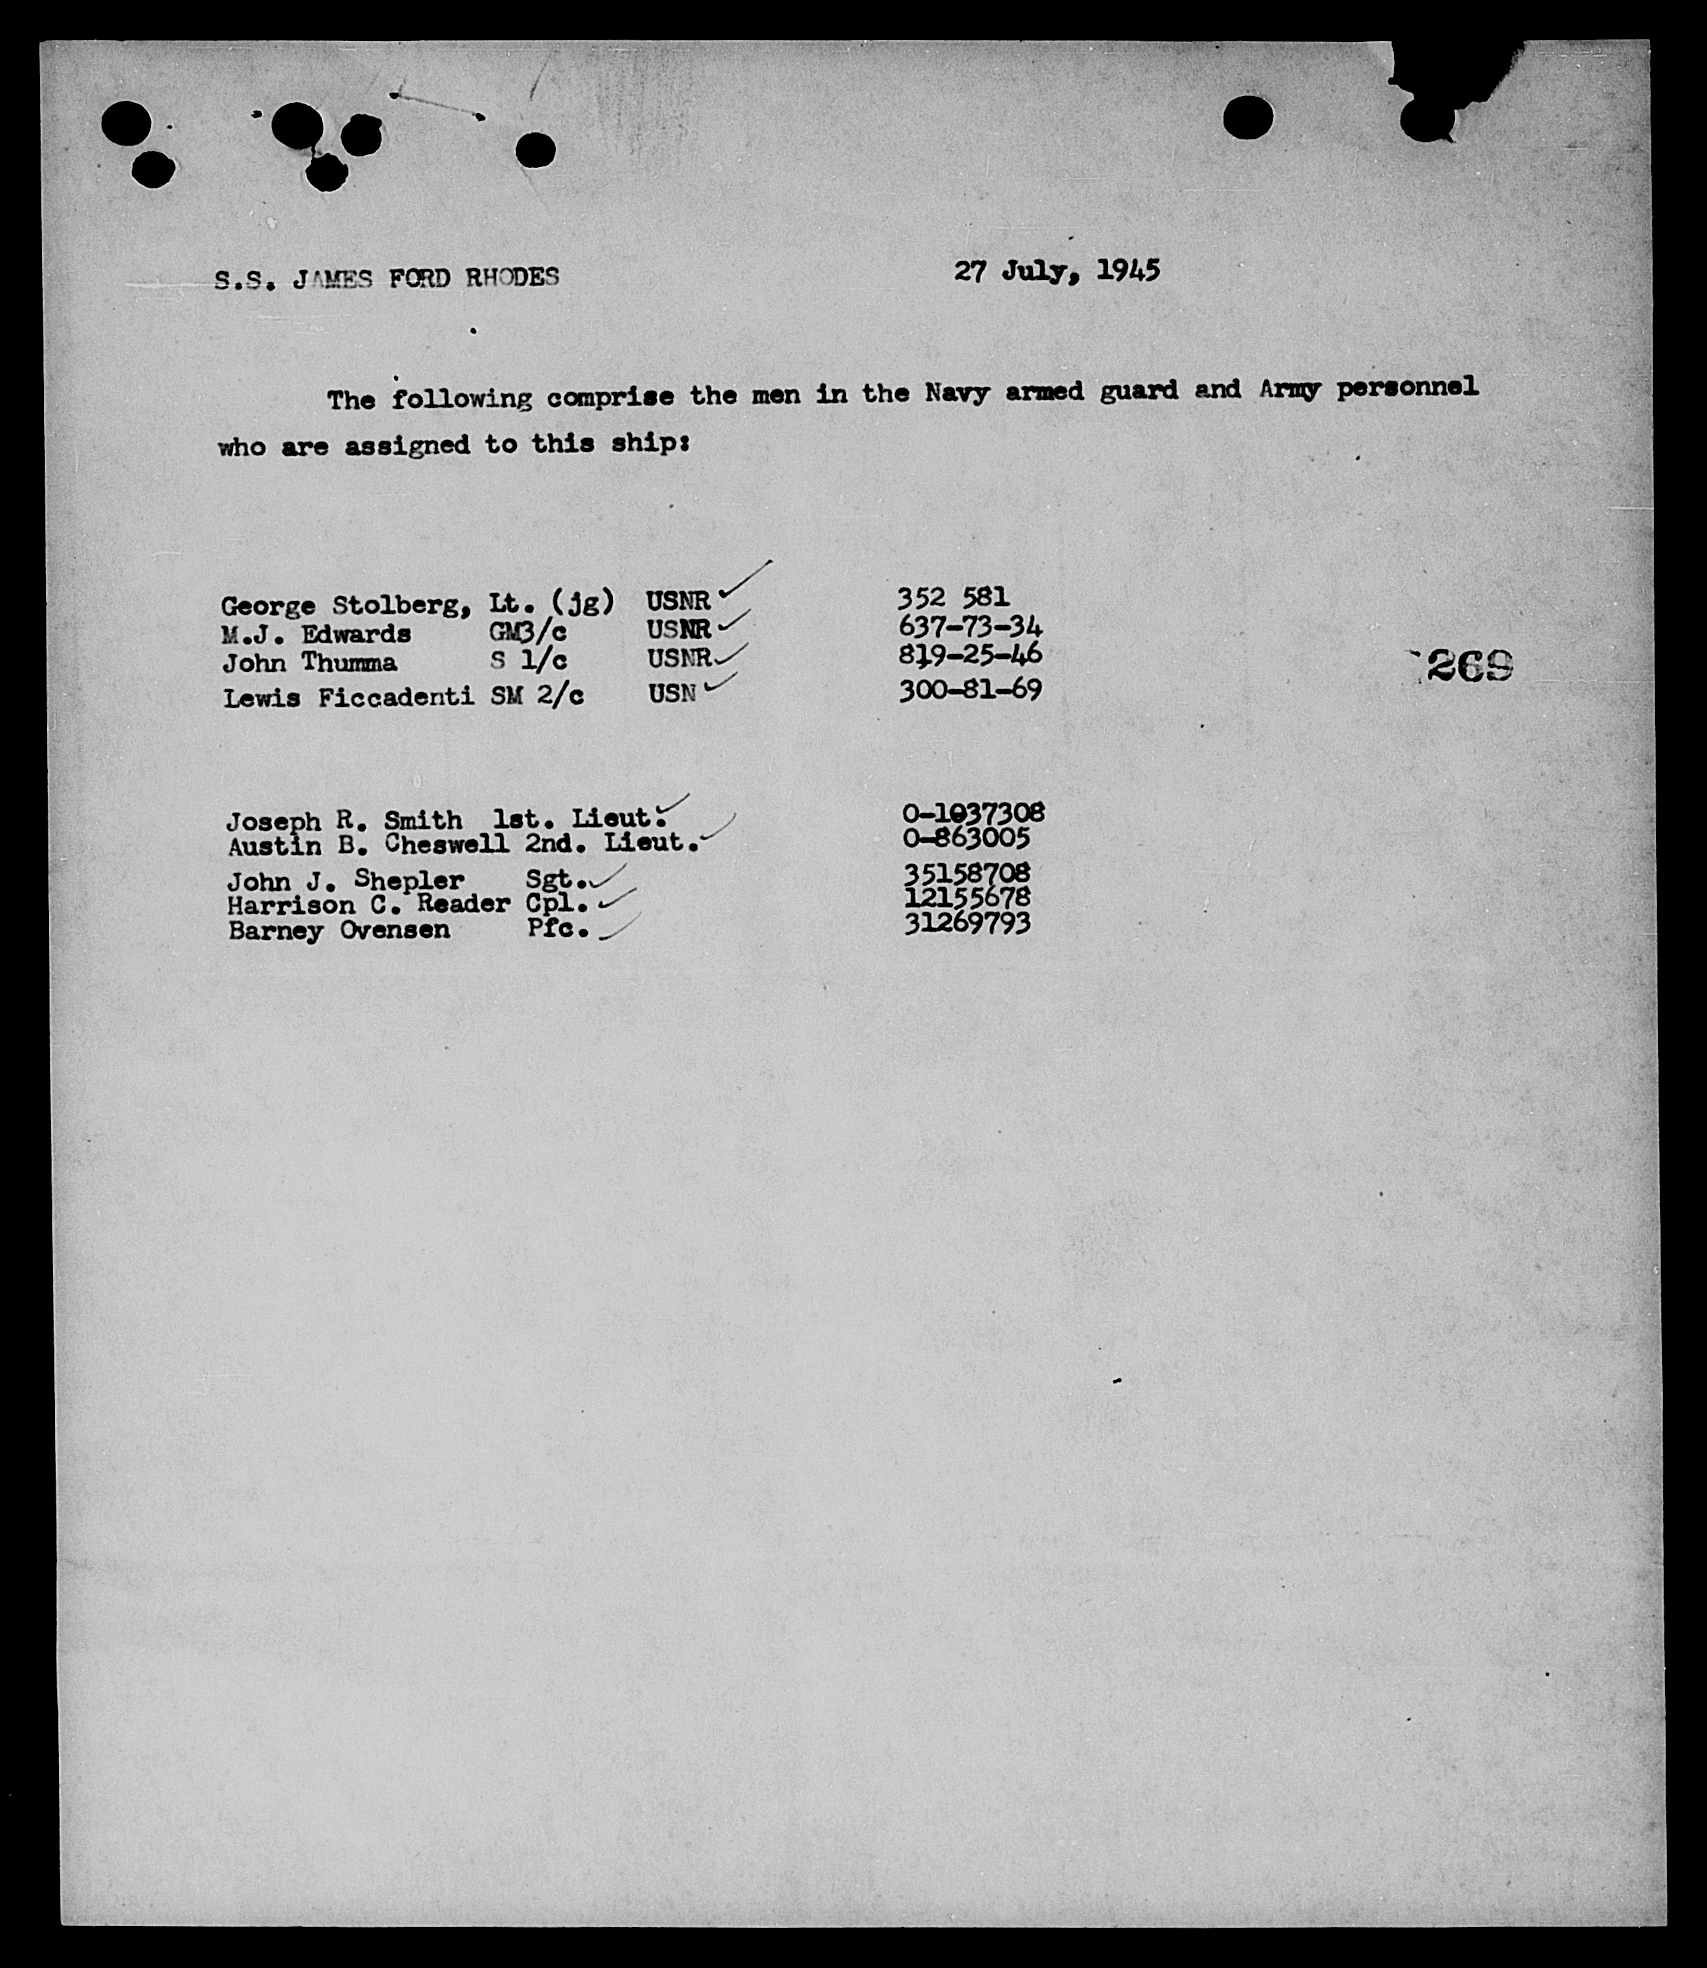 S.S. JAMES FORD RHODES 27 July, 1945
The following comprise the men in the Navy armed guard and Army personnel
who are assigned to this ship:
George Stolberg, Lt. (jg) USNR 352 581
M.J. Edwards GM3/c USNR 637-73-34
John Thumma S 1/c USNR 819-25-46
269
Lewis Ficcadenti SM 2/c USN 300-81-69
Joseph R. Smith 1st. Lieut. O-1037308
Austin B. Cheswell 2nd. Lieut. O-863005
John J. Shepler Sgt. 35158708
Harrison C. Reader Cpl. 12155678
Barney Ovensen Pfc. 31269793